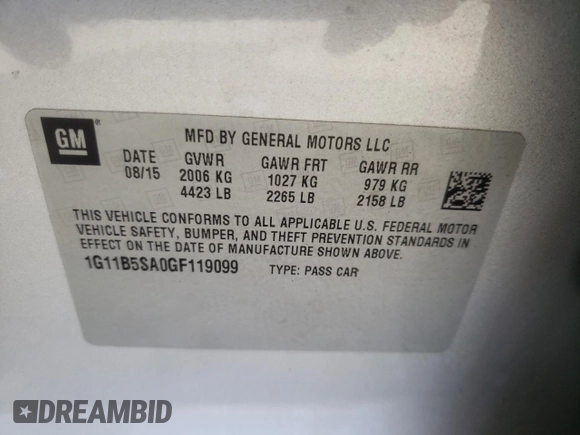 GM ®
MFD BY GENERAL MOTORS LLC
DATE GVWR GAWR FRT GAWR RR
08/15 2006 KG 1027 KG 979 KG
4423 LB 2265 LB 2158 LB
THIS VEHICLE CONFORMS TO ALL APPLICABLE U.S. FEDERAL MOTOR
VEHICLE SAFETY, BUMPER, AND THEFT PREVENTION STANDARDS IN
EFFECT ON THE DATE OF MANUFACTURE SHOWN ABOVE.
1G11B5SA0GF119099 TYPE: PASS CAR
DREAMBID